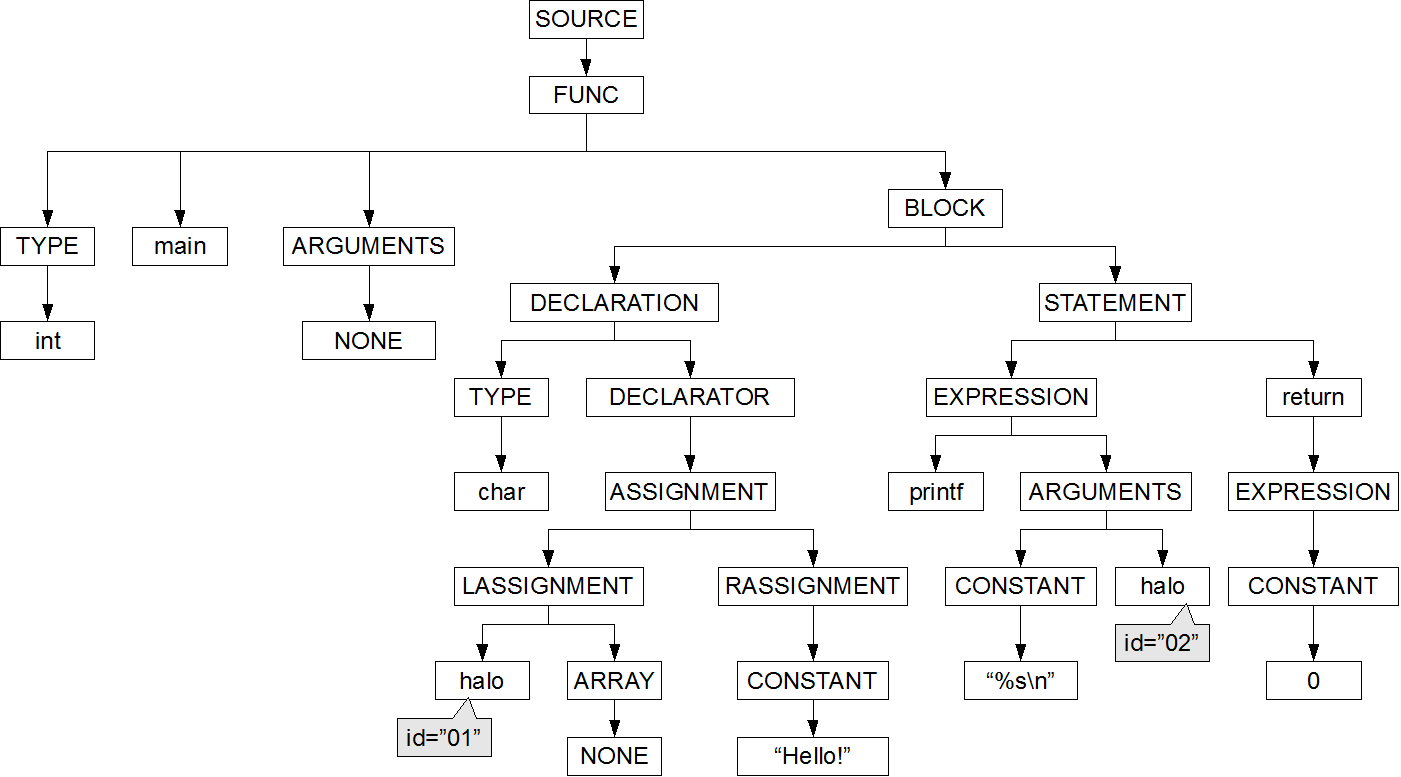 SOURCE
FUNC
BLOCK
TYPE
main
ARGUMENTS
DECLARATION
STATEMENT
int
NONE
TYPE
DECLARATOR
EXPRESSION
return
char
ASSIGNMENT
printf
ARGUMENTS
EXPRESSION
LASSIGNMENT
RASSIGNMENT
CONSTANT
halo
CONSTANT
id=”02”
halo
ARRAY
CONSTANT
“%s\n”
0
id=”01”
NONE
“Hello!”